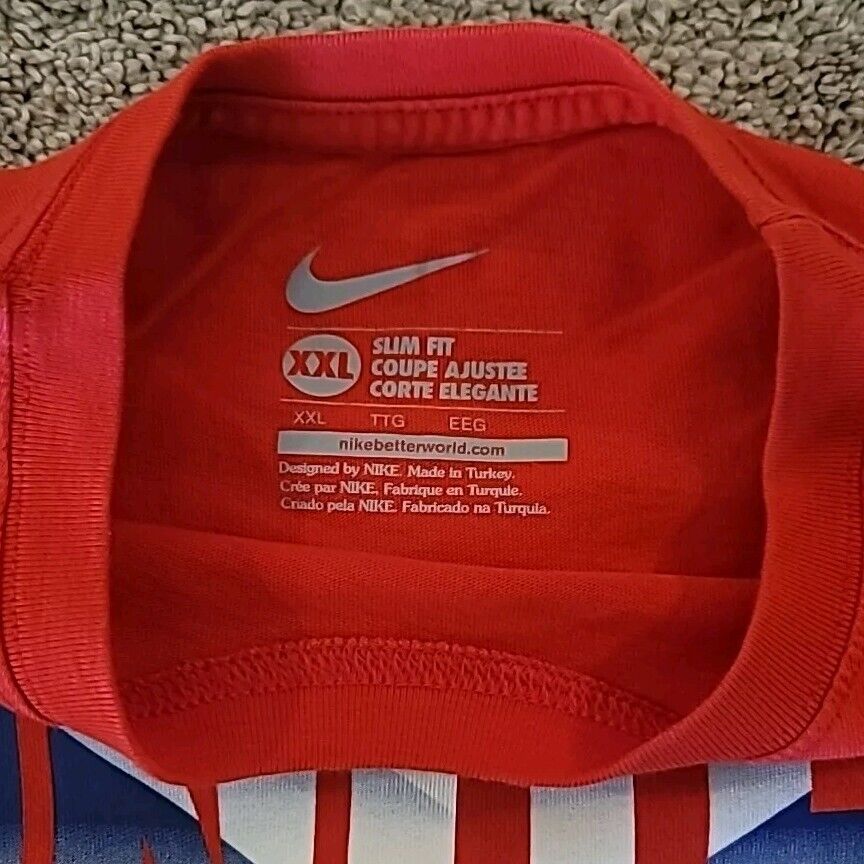 XXL
SLIM FIT
COUPE AJUSTEE
CORTE ELEGANTE
XXL TTG EEG
nikebetterworld.com
Designed by NIKE. Made in Turkey.
Crée par NIKE, Fabrique en Turquie.
Criado pela NIKE. Fabricado na Turquia.